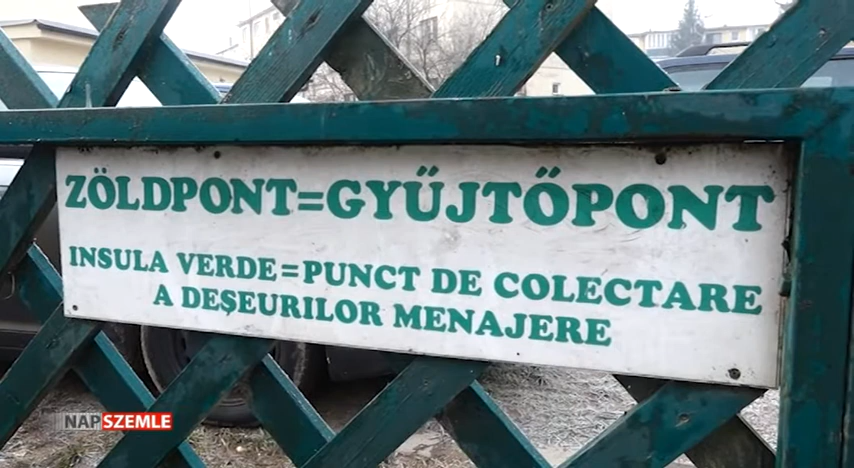 ZÖLDPONT=GYŰJTŐPONT
INSULA VERDE=PUNCT DE COLECTARE
A DEŞEURILOR MENAJERE
NAPSZEMLE